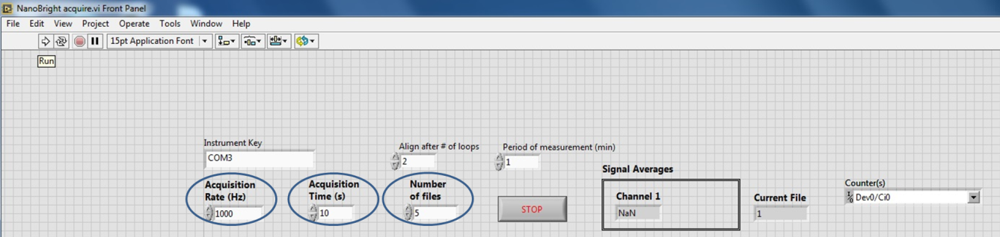 NanoBright acquire.vi Front Panel
File Edit View Project Operate Tools Window Help
15pt Application Font
Run
Instrument Key
COM3
Align after # of loops
2
Period of measurement (min)
1
Acquisition
Rate (Hz)
1000
Acquisition
Time (s)
10
Number
of files
5
STOP
Signal Averages
Channel 1
NaN
Current File
1
Counter(s)
Dev0/Ci0